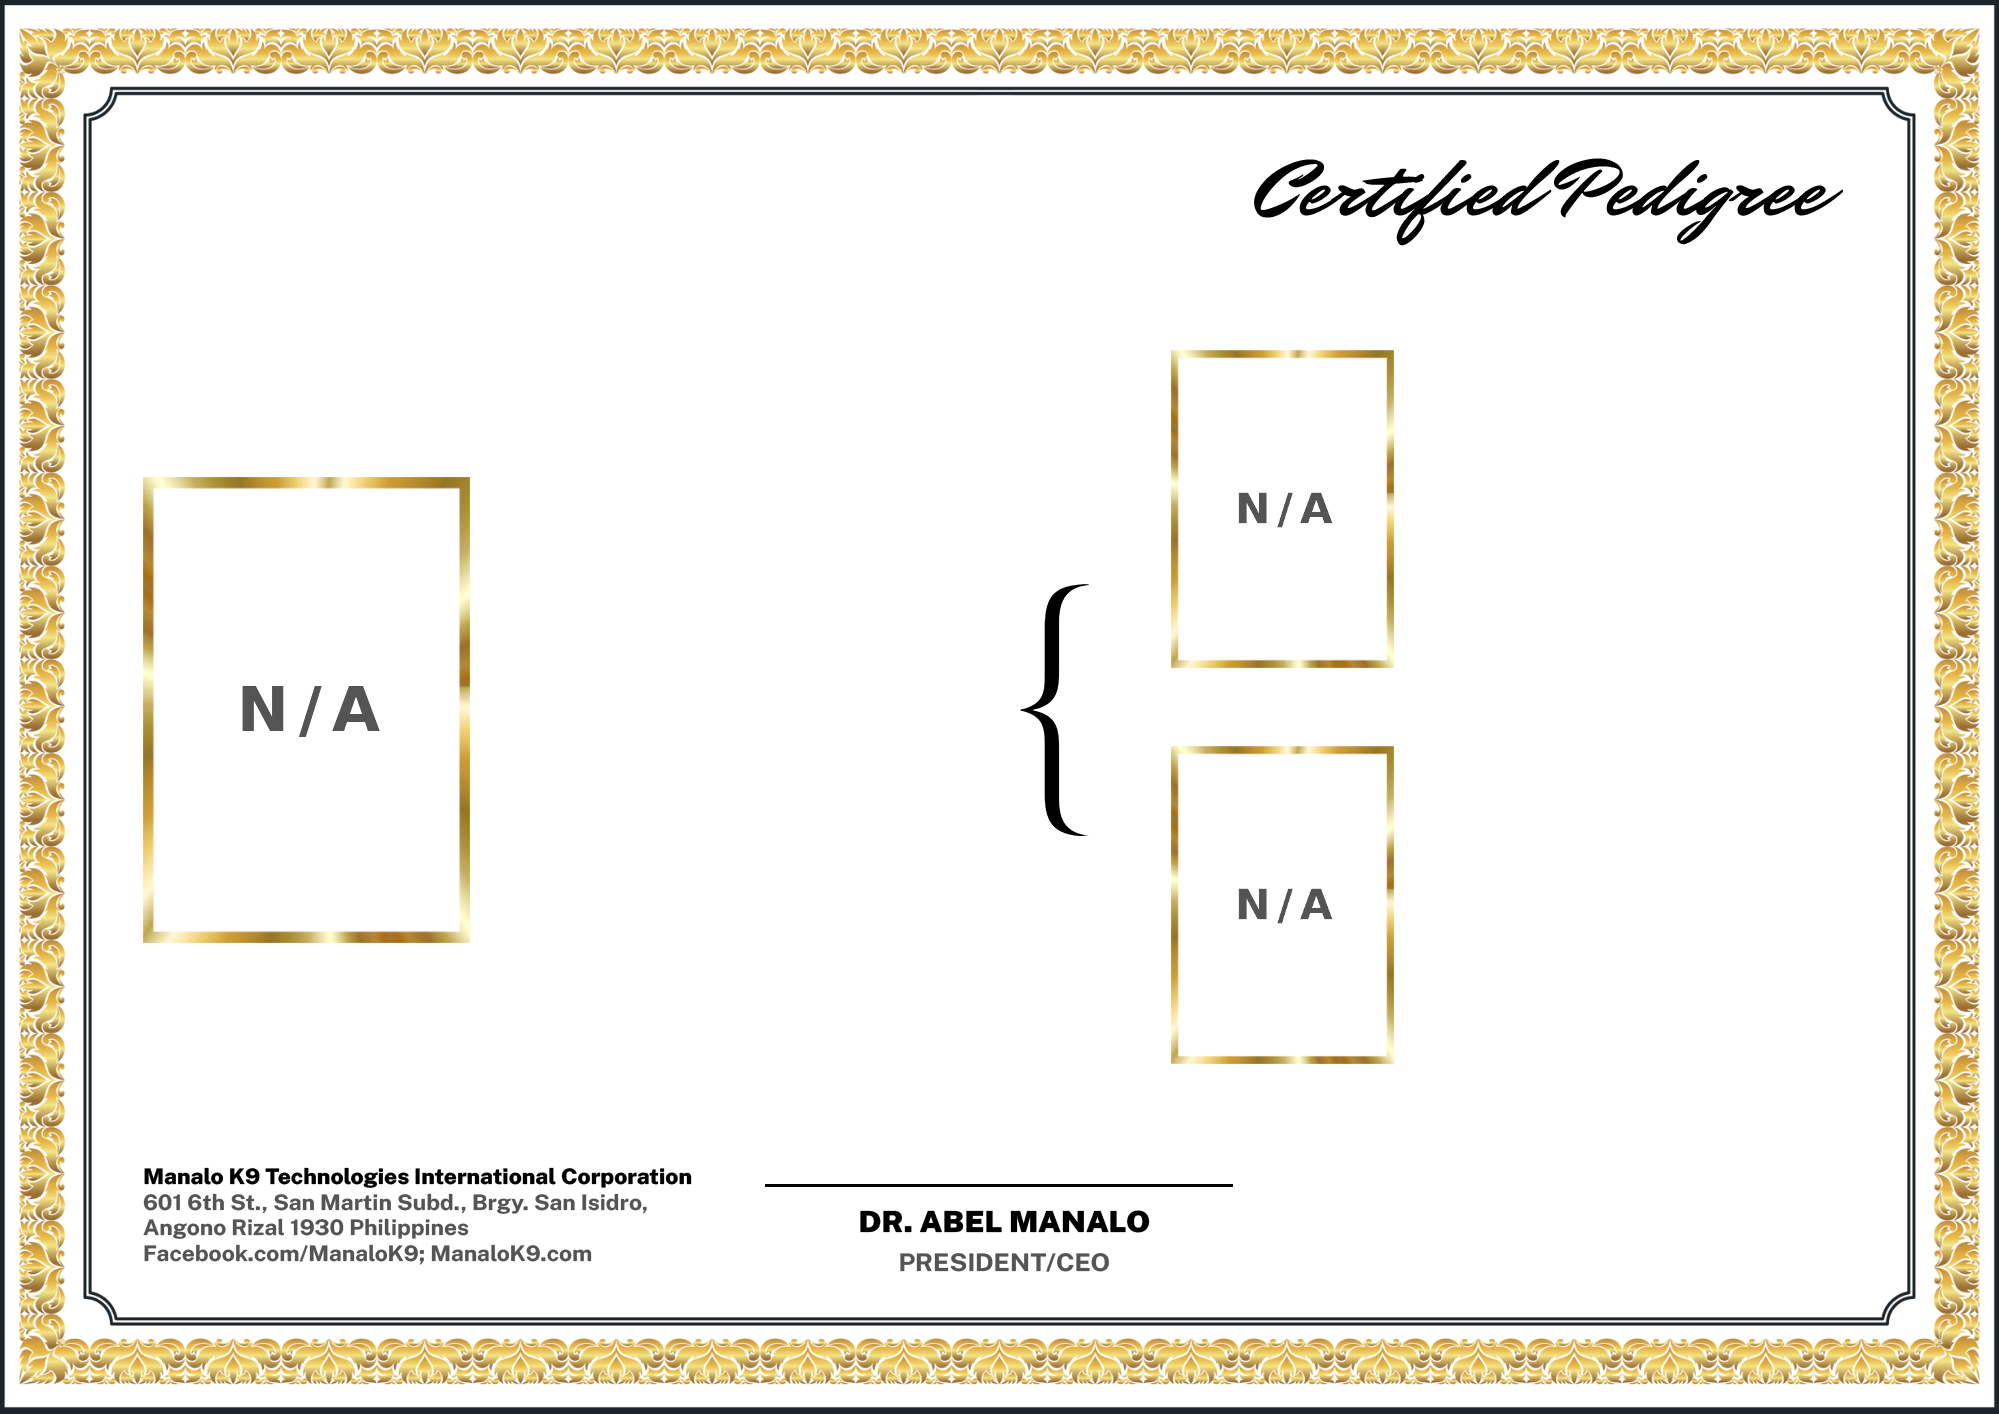 Certified Pedigree
N/A
N/A
{
N/A
Manalo K9 Technologies International Corporation
601 6th St., San Martin Subd., Brgy. San Isidro,
Angono Rizal 1930 Philippines
Facebook.com/ManaloK9; ManaloK9.com
DR. ABEL MANALO
PRESIDENT/CEO